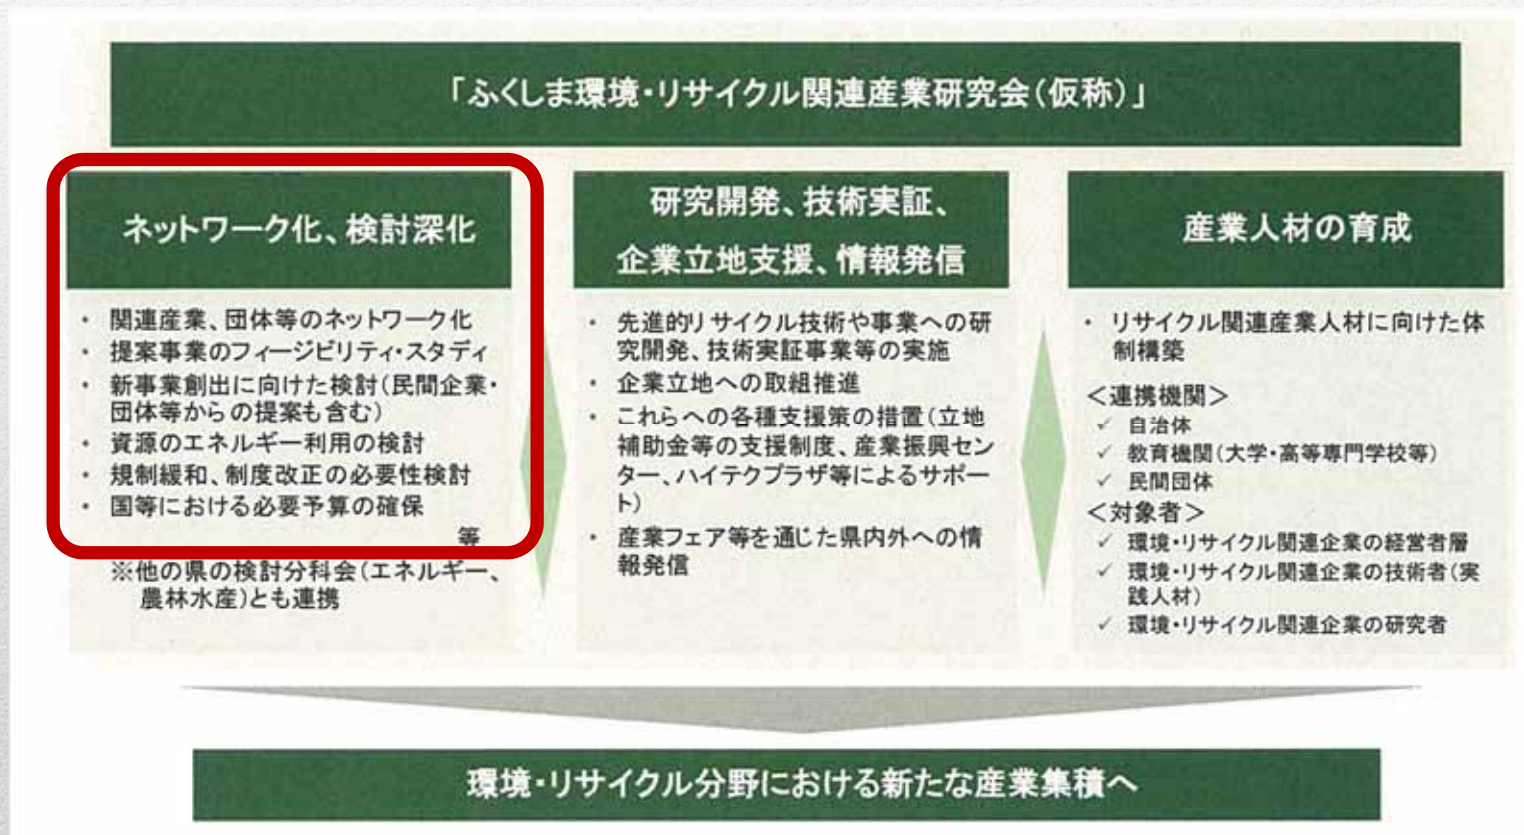 「ふくしま環境・リサイクル関連産業研究会(仮称)」
ネットワーク化、検討深化
・ 関連産業、団体等のネットワーク化
・ 提案事業のフィージビリティ・スタディ
・ 新事業創出に向けた検討(民間企業・
団体等からの提案も含む)
・ 資源のエネルギー利用の検討
・ 規制緩和、制度改正の必要性検討
・ 国等における必要予算の確保
等
※他の県の検討分科会(エネルギー、
農林水産)とも連携
研究開発、技術実証、
企業立地支援、情報発信
・ 先進的リサイクル技術や事業への研
究開発、技術実証事業等の実施
・ 企業立地への取組推進
・ これらへの各種支援策の措置(立地
補助金等の支援制度、産業振興セン
ター、ハイテクプラザ等によるサポー
ト)
・ 産業フェア等を通じた県内外への情
報発信
産業人材の育成
・ リサイクル関連産業人材に向けた体
制構築
<連携機関>
✓ 自治体
✓ 教育機関(大学・高等専門学校等)
✓ 民間団体
<対象者>
✓ 環境・リサイクル関連企業の経営者層
✓ 環境・リサイクル関連企業の技術者(実
践人材)
✓ 環境・リサイクル関連企業の研究者
環境・リサイクル分野における新たな産業集積へ